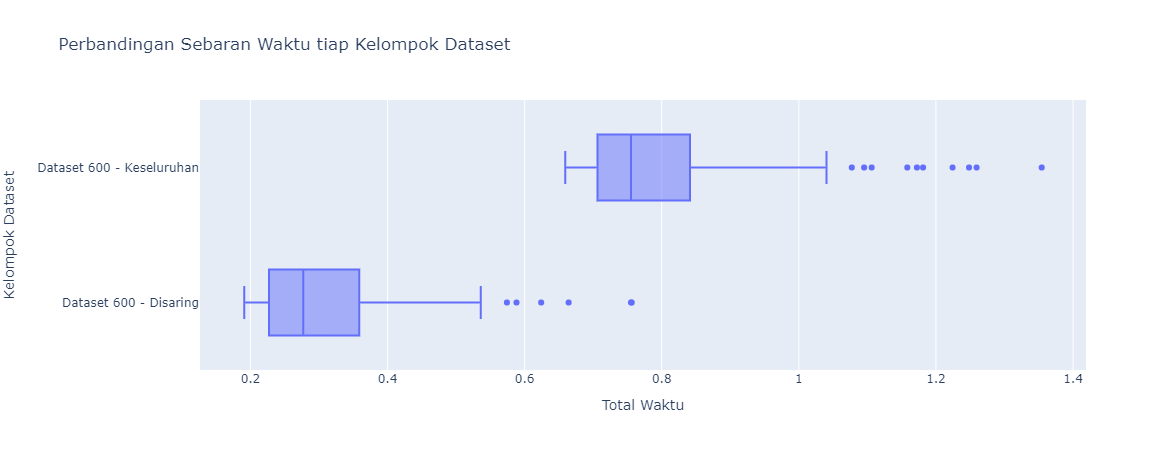 Perbandingan Sebaran Waktu tiap Kelompok Dataset
Kelompok Dataset
Dataset 600 - Keseluruhan
Dataset 600 - Disaring
0.2 0.4 0.6 0.8 1 1.2 1.4
Total Waktu